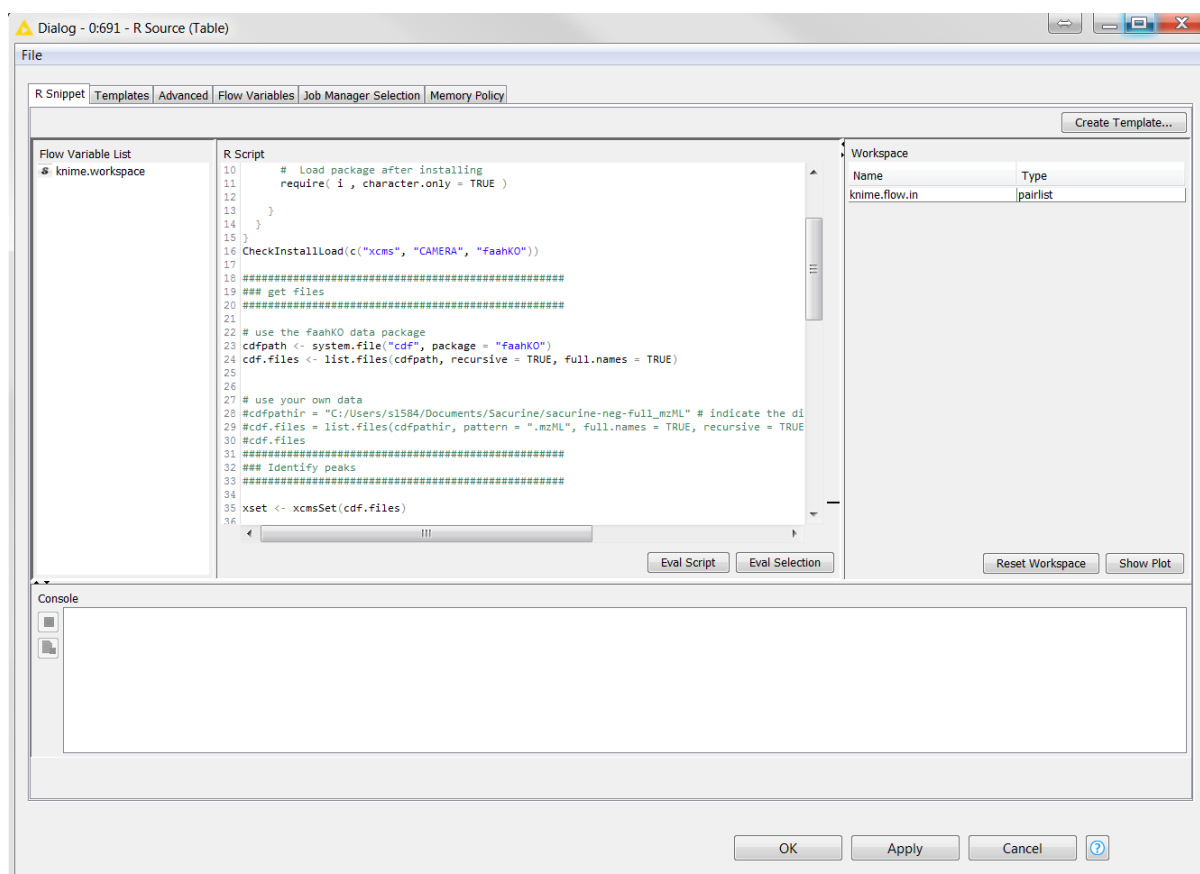 Dialog - 0:691 - R Source (Table)
File
R Snippet Templates Advanced Flow Variables Job Manager Selection Memory Policy
Create Template...
Flow Variable List
s knime.workspace
R Script
10 #  Load package after installing
11 require( i , character.only = TRUE )
12
13 }
14 }
15 }
16 CheckInstallLoad(c("xcms", "CAMERA", "faahKO"))
17
18 ###################################################
19 ### get files
20 ###################################################
21
22 # use the faahKO data package
23 cdfpath <- system.file("cdf", package = "faahKO")
24 cdf.files <- list.files(cdfpath, recursive = TRUE, full.names = TRUE)
25
26
27 # use your own data
28 #cdfpathir = "C:/Users/s1584/Documents/Sacurine/sacurine-neg-full_mzML" # indicate the di
29 #cdf.files = list.files(cdfpathir, pattern = ".mzML", full.names = TRUE, recursive = TRUE
30 #cdf.files
31 ###################################################
32 ### Identify peaks
33 ###################################################
34
35 xset <- xcmsSet(cdf.files)
36
Eval Script Eval Selection
Workspace
Name Type
knime.flow.in pairlist
Reset Workspace Show Plot
Console
OK Apply Cancel ?